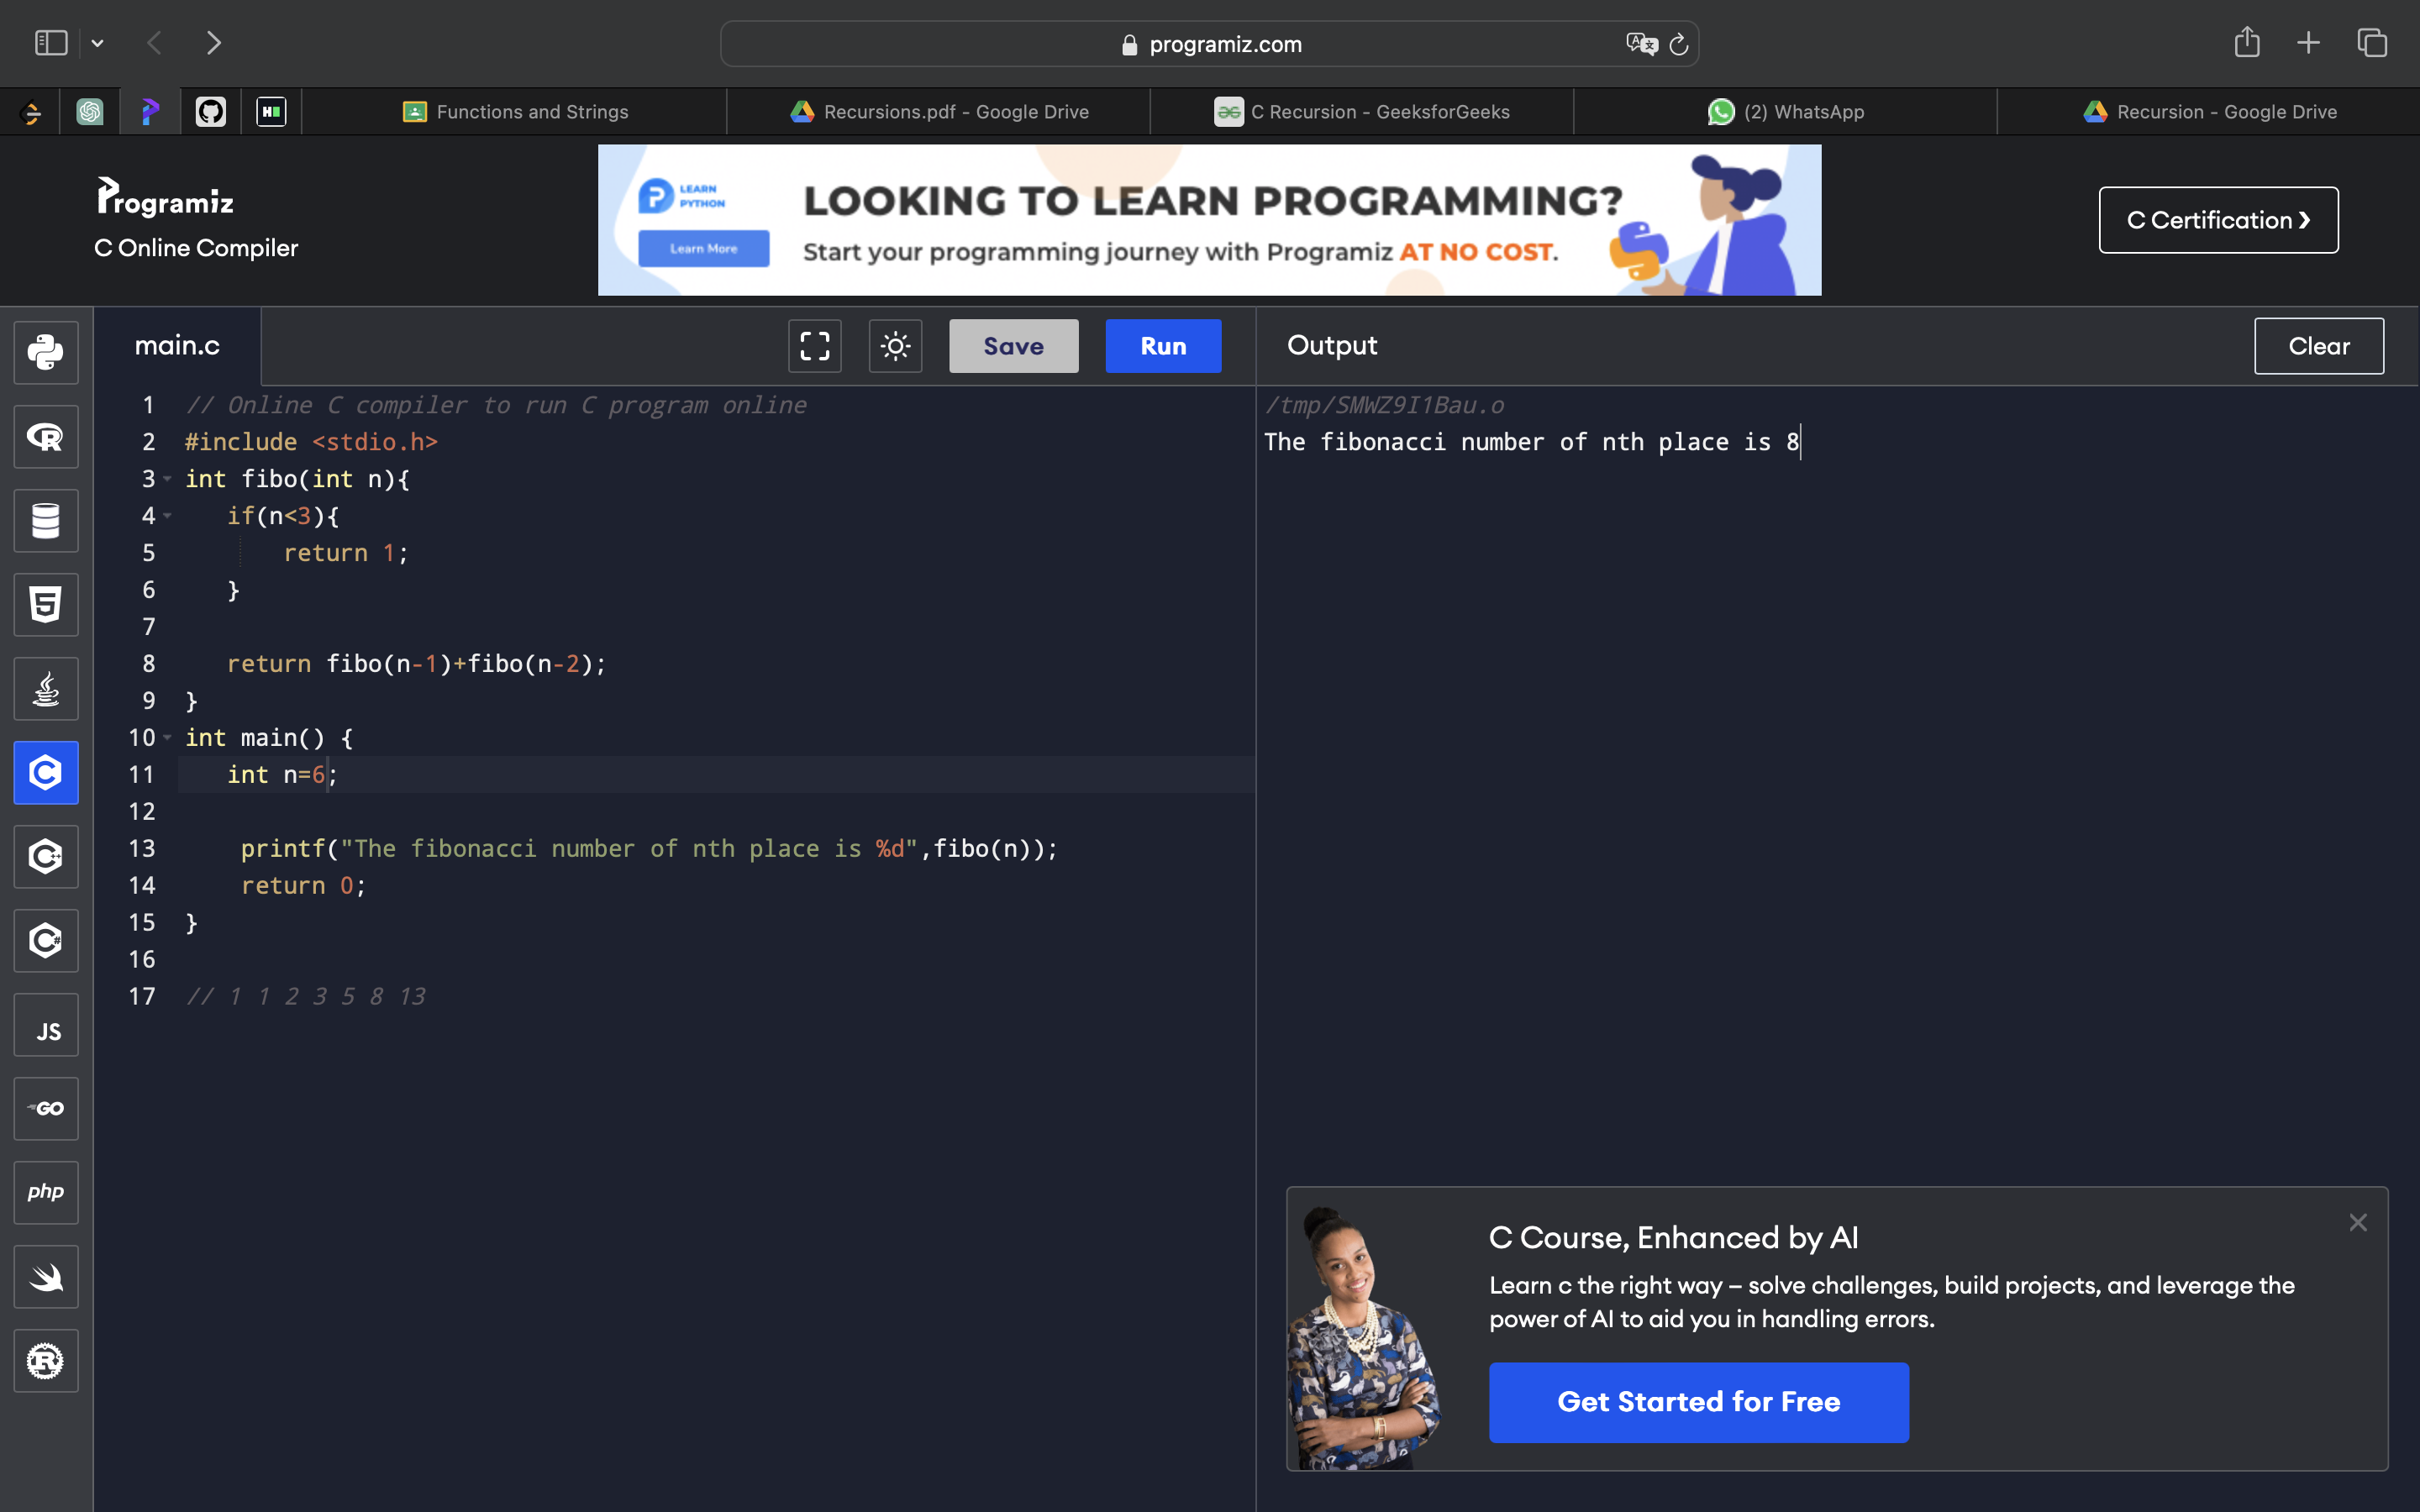 programiz.com
Functions and Strings
Recursions.pdf - Google Drive
C Recursion - GeeksforGeeks
(2) WhatsApp
Recursion - Google Drive
Programiz
C Online Compiler
LEARN
PYTHON
Learn More
LOOKING TO LEARN PROGRAMMING?
Start your programming journey with Programiz AT NO COST.
C Certification ❯
main.c
Save
Run
Output
Clear
1 // Online C compiler to run C program online
2 #include <stdio.h>
3 int fibo(int n){
4    if(n<3){
5        return 1;
6    }
7
8    return fibo(n-1)+fibo(n-2);
9 }
10 int main() {
11    int n=6;
12
13     printf("The fibonacci number of nth place is %d",fibo(n));
14     return 0;
15 }
16
17 // 1 1 2 3 5 8 13
/tmp/SMWZ9I1Bau.o
The fibonacci number of nth place is 8
JS
GO
php
C Course, Enhanced by AI
Learn c the right way – solve challenges, build projects, and leverage the
power of AI to aid you in handling errors.
Get Started for Free